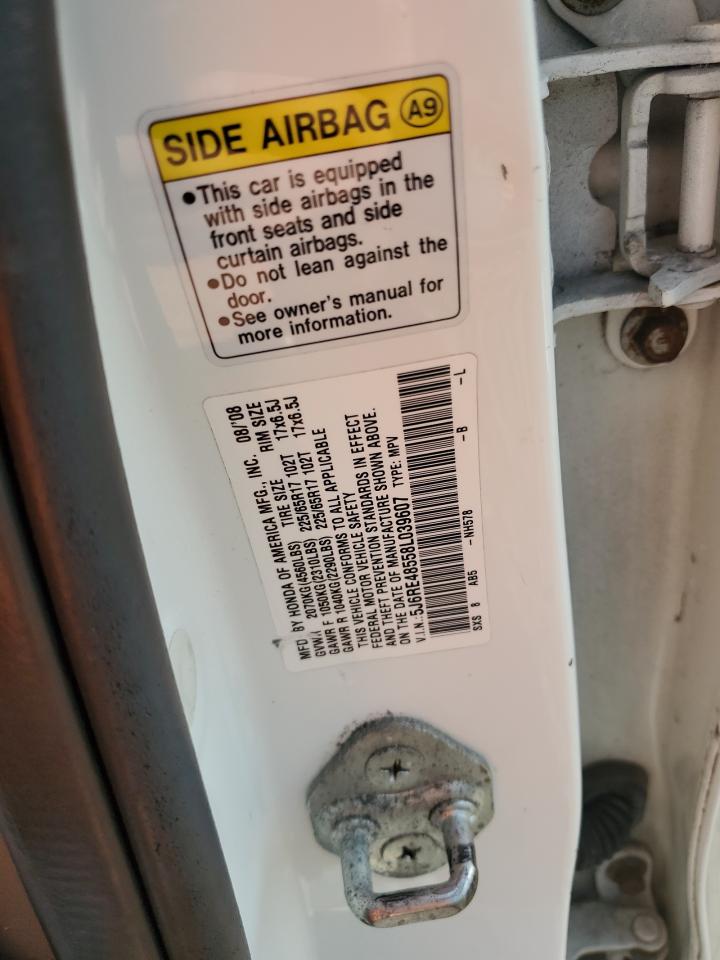 SIDE AIRBAG A9
•This car is equipped
with side airbags in the
front seats and side
curtain airbags.
•Do not lean against the
door.
•See owner's manual for
more information.
MFD BY HONDA OF AMERICA MFG., INC. 08/'08
TIRE SIZE RIM SIZE
GVWR 2070KG(4560LBS) 225/65R17 102T 17x6.5J
GAWR F 1050KG(2310LBS) 225/65R17 102T 17x6.5J
GAWR R 1040KG(2290LBS)
THIS VEHICLE CONFORMS TO ALL APPLICABLE
FEDERAL MOTOR VEHICLE SAFETY
AND THEFT PREVENTION STANDARDS IN EFFECT
ON THE DATE OF MANUFACTURE SHOWN ABOVE.
V.I.N.:5J6RE48558L039607 TYPE: MPV
SXS 8 AB5 -NH578 -B -L